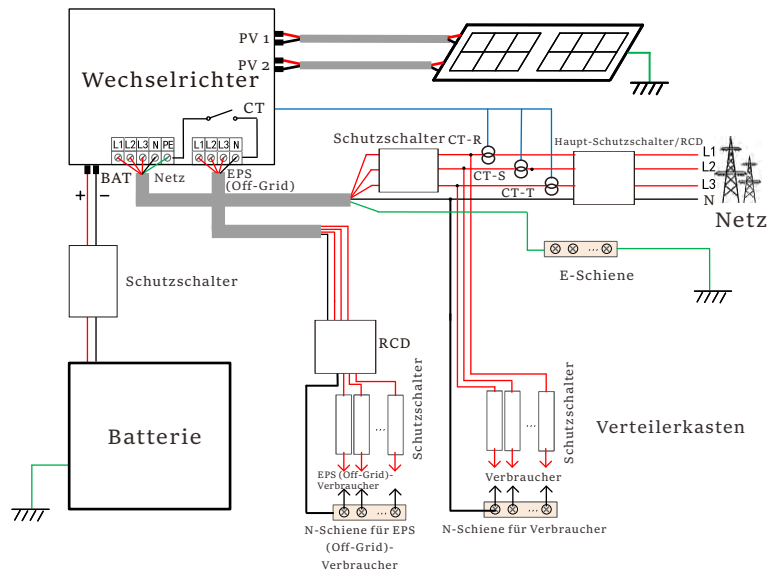 PV 1
PV 2
Wechselrichter
CT
L1 L2 L3 N PE
L1 L2 L3 N
BAT
Netz
EPS
(Off-Grid)
+ −
Schutzschalter
CT-R
CT-S
CT-T
Haupt-Schutzschalter/RCD
L1
L2
L3
N
Netz
E-Schiene
Schutzschalter
RCD
Batterie
Schutzschalter
...
EPS (Off-Grid)-
Verbraucher
...
N-Schiene für EPS
(Off-Grid)-
Verbraucher
Schutzschalter
...
Verbraucher
...
N-Schiene für Verbraucher
Verteilerkasten
...